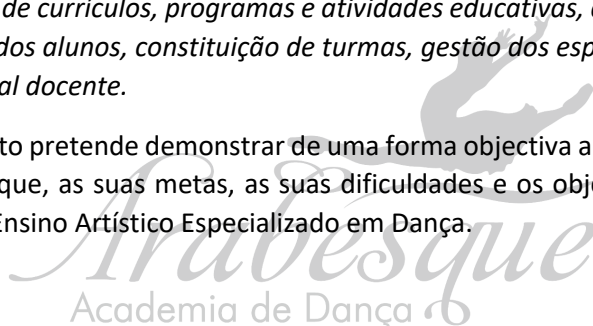 de currículos, programas e atividades educativas,
dos alunos, constituição de turmas, gestão dos
al docente.
to pretende demonstrar de uma forma objectiva a
que, as suas metas, as suas dificuldades e os
Ensino Artístico Especializado em Dança.
Arabesque
Academia de Dança